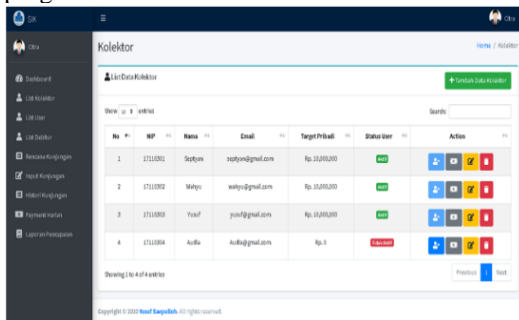 SIK
Otra
Otra
Kolektor
Home / Kolektor
Dashboard
List Kolektor
List User
List Debitur
Rencana Kunjungan
Input Kunjungan
Histori Kunjungan
Payment Harian
Laporan Pencapaian
List Data Kolektor
Tambah Data Kolektor
Show 10 entries
Search:
No NIP Nama Email Target Pribadi Status User Action
1 17110301 Septyan septyan@gmail.com Rp. 10,000,000 Aktif
2 17110302 Wahyu wahyu@gmail.com Rp. 10,000,000 Aktif
3 17110303 Yusuf yusuf@gmail.com Rp. 10,000,000 Aktif
4 17110304 Audia Audia@gmail.com Rp. 0 Tidak Aktif
Showing 1 to 4 of 4 entries
Previous 1 Next
Copyright © 2020 Yusuf Saepulloh. All rights reserved.